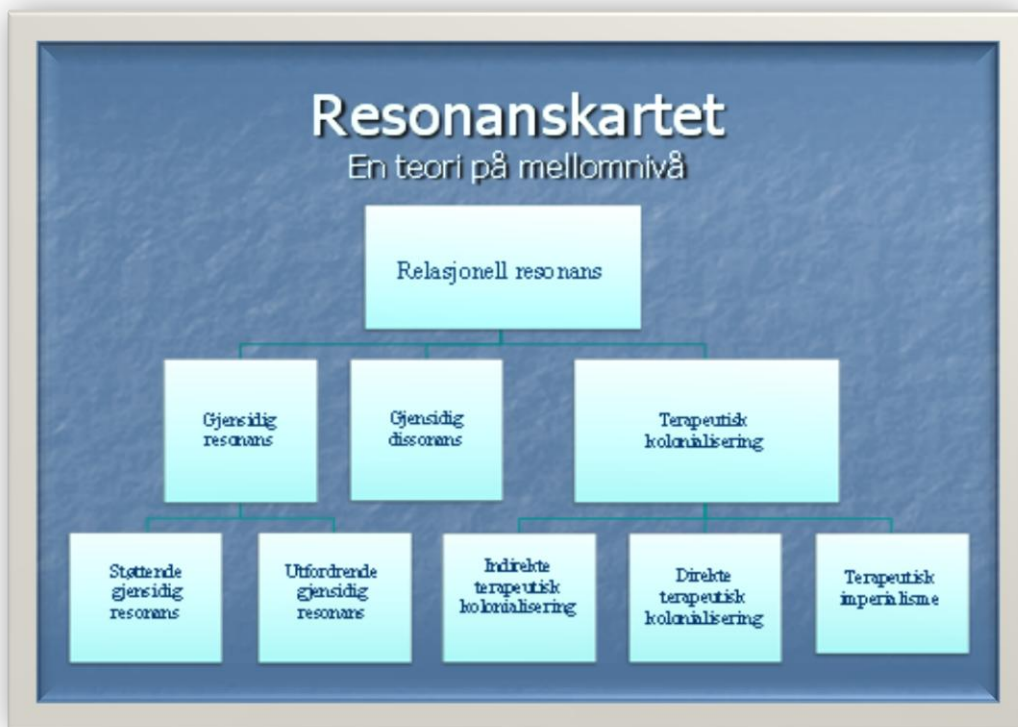 Resonanskartet
En teori på mellomnivå
Relasjonell resonans
Gjensidig
resonans
Gjensidig
dissonans
Terapeutisk
kolonialisering
Støttende
gjensidig
resonans
Utfordrende
gjensidig
resonans
Indirekte
terapeutisk
kolonialisering
Direkte
terapeutisk
kolonialisering
Terapeutisk
imperialisme